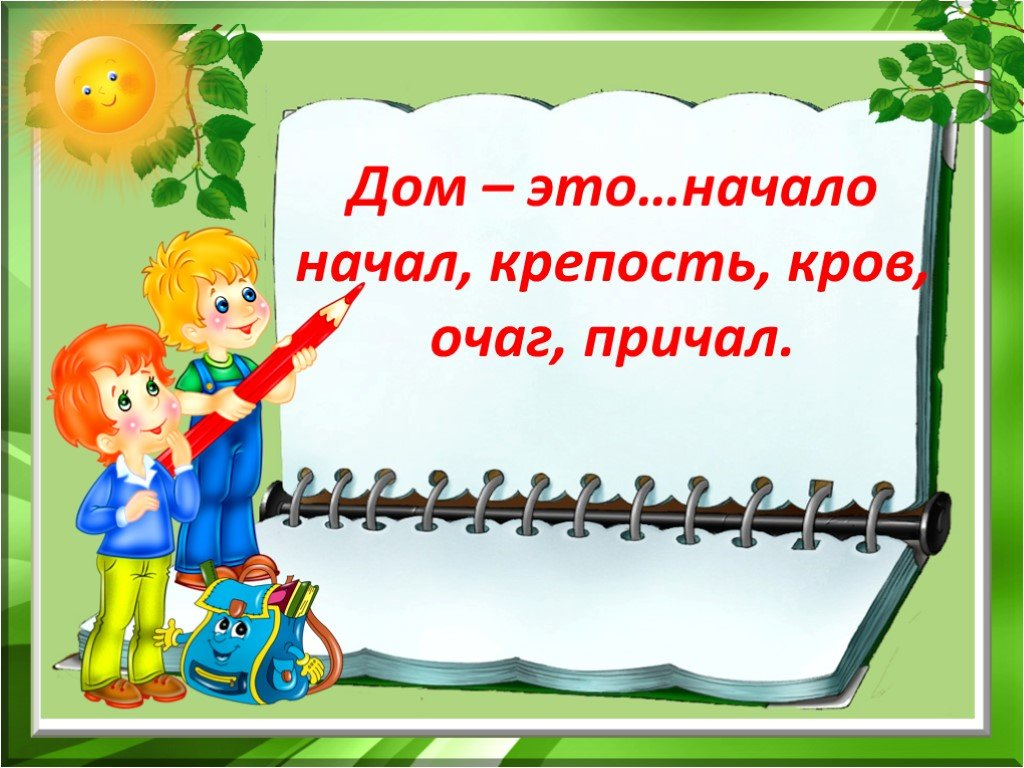 Дом – это…начало
начал, крепость, кров,
очаг, причал.